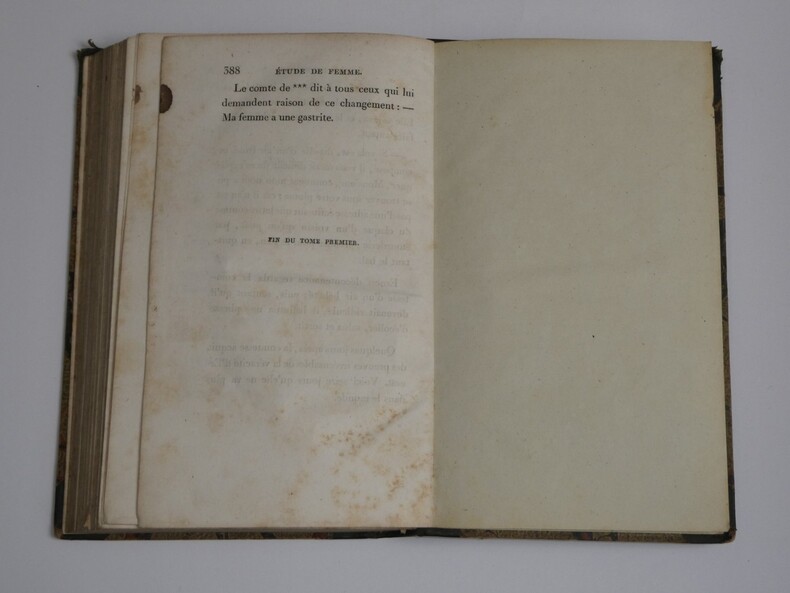 388 ÉTUDE DE FEMME.
Le comte de *** dit à tous ceux qui lui
demandent raison de ce changement : —
Ma femme a une gastrite.
FIN DU TOME PREMIER.